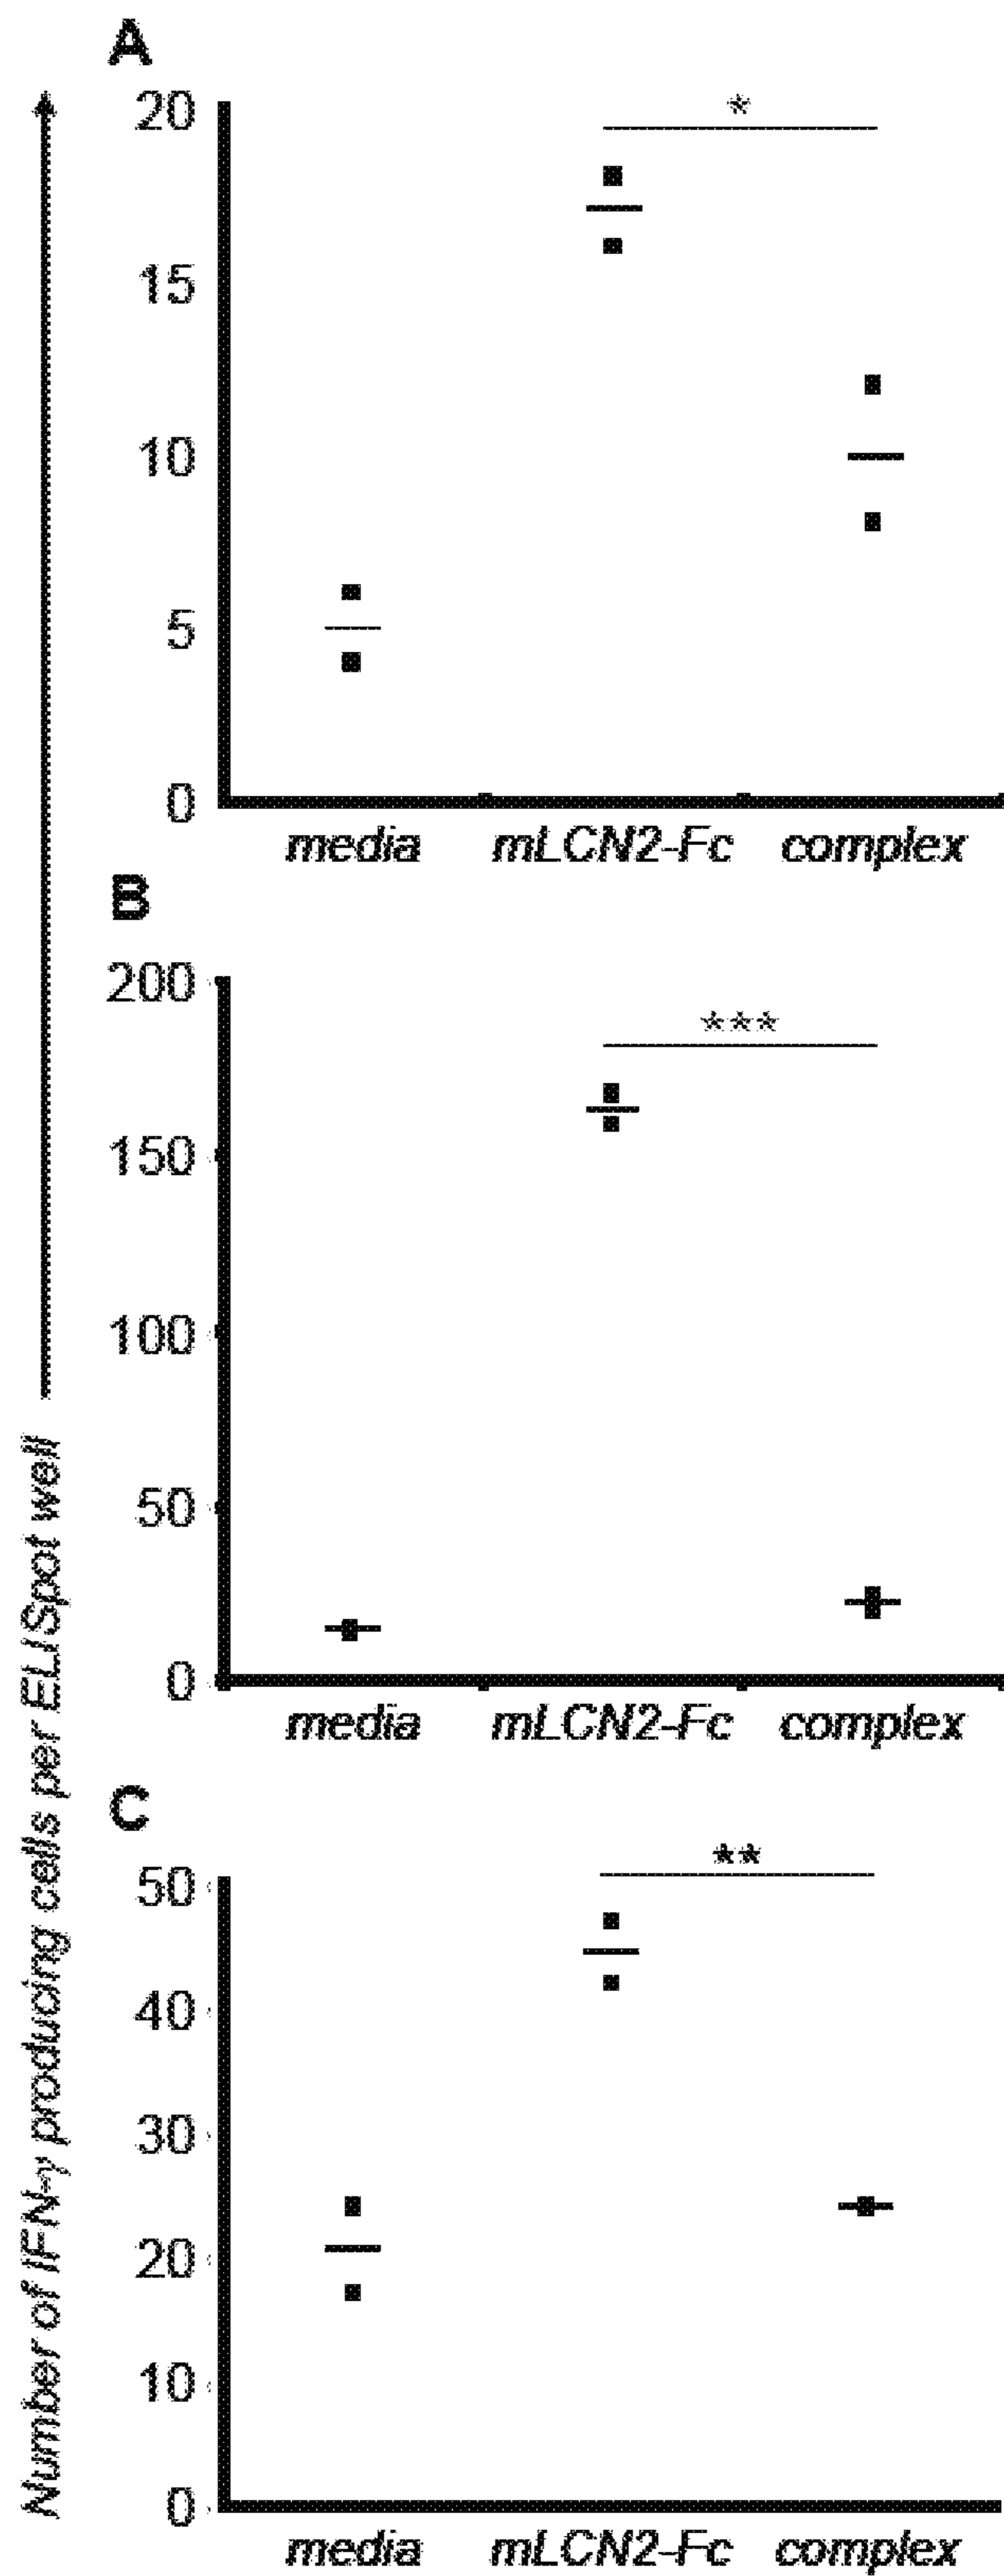 A
20
*
15
10
5
0
media mLCN2-Fc complex
B
200
***
150
100
50
0
media mLCN2-Fc complex
C
50
**
40
30
20
10
0
media mLCN2-Fc complex
Number of IFN-γ producing cells per ELISpot well